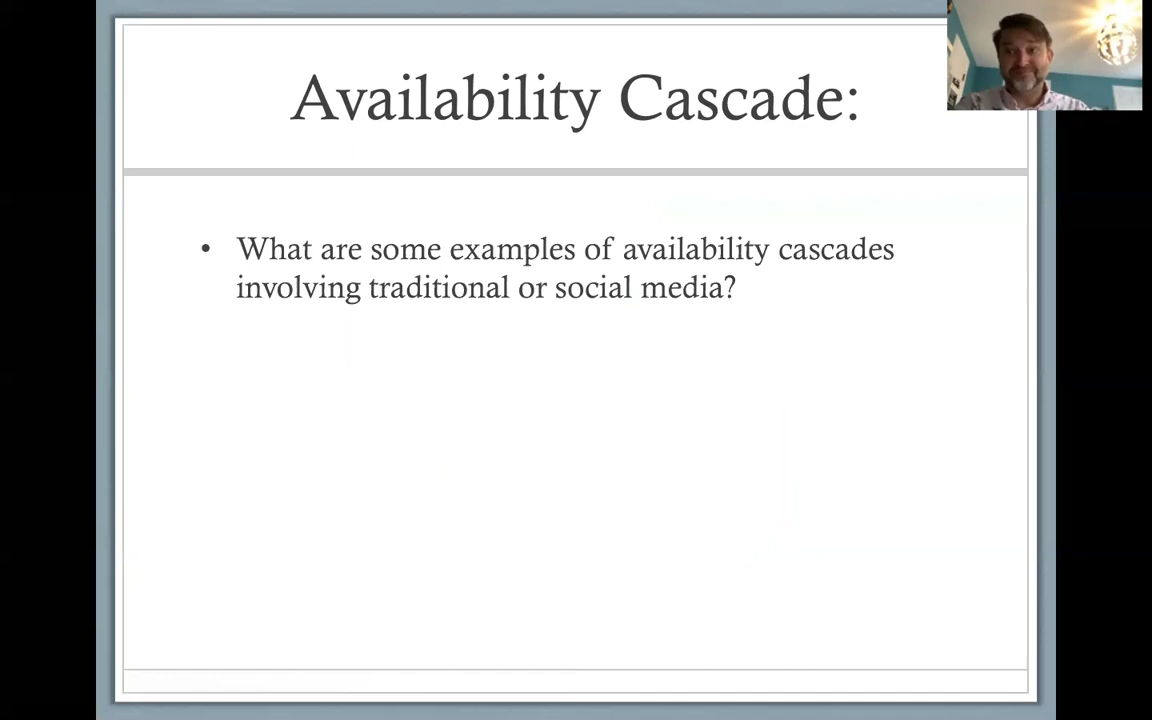 Availability Cascade:
• What are some examples of availability cascades
involving traditional or social media?